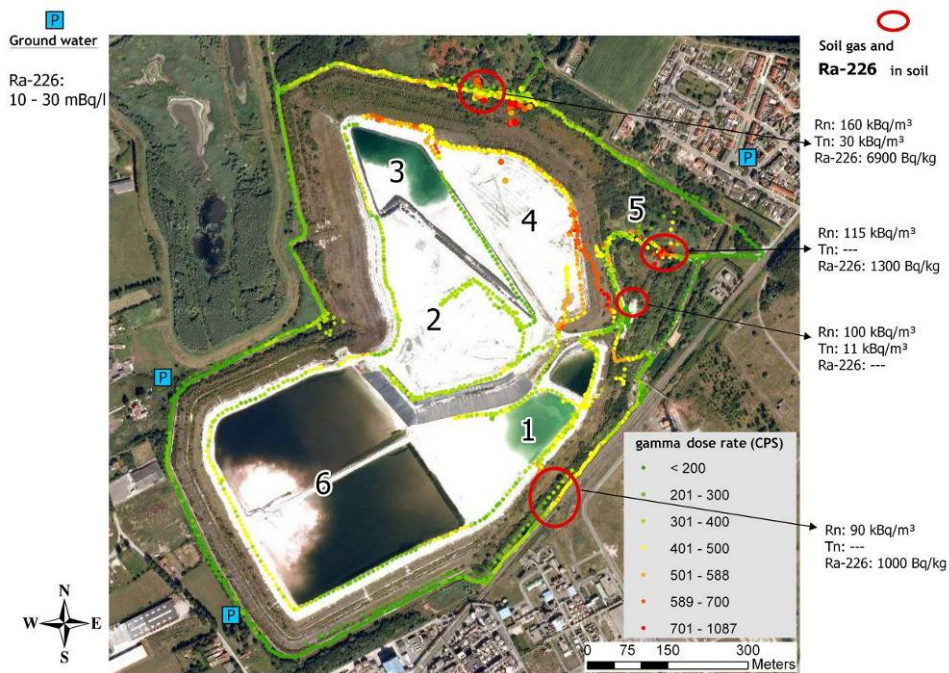 P
Ground water
Ra-226:
10 - 30 mBq/l
Soil gas and
Ra-226 in soil
Rn: 160 kBq/m³
Tn: 30 kBq/m³
Ra-226: 6900 Bq/kg
P
3
4
5
Rn: 115 kBq/m³
Tn: ---
Ra-226: 1300 Bq/kg
2
Rn: 100 kBq/m³
Tn: 11 kBq/m³
Ra-226: ---
P
1
6
gamma dose rate (CPS)
< 200
201 - 300
301 - 400
401 - 500
501 - 588
589 - 700
701 - 1087
Rn: 90 kBq/m³
Tn: ---
Ra-226: 1000 Bq/kg
P
N
W E
S
0 75 150 300
Meters